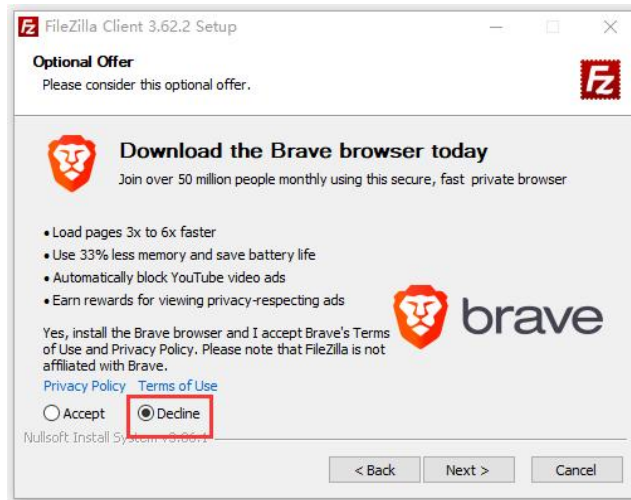 FileZilla Client 3.62.2 Setup
Optional Offer
Please consider this optional offer.
Fz
Download the Brave browser today
Join over 50 million people monthly using this secure, fast private browser
• Load pages 3x to 6x faster
• Use 33% less memory and save battery life
• Automatically block YouTube video ads
• Earn rewards for viewing privacy-respecting ads
brave
Yes, install the Brave browser and I accept Brave's Terms
of Use and Privacy Policy. Please note that FileZilla is not
affiliated with Brave.
Privacy Policy Terms of Use
Accept Decline
Nullsoft Install System
< Back Next > Cancel